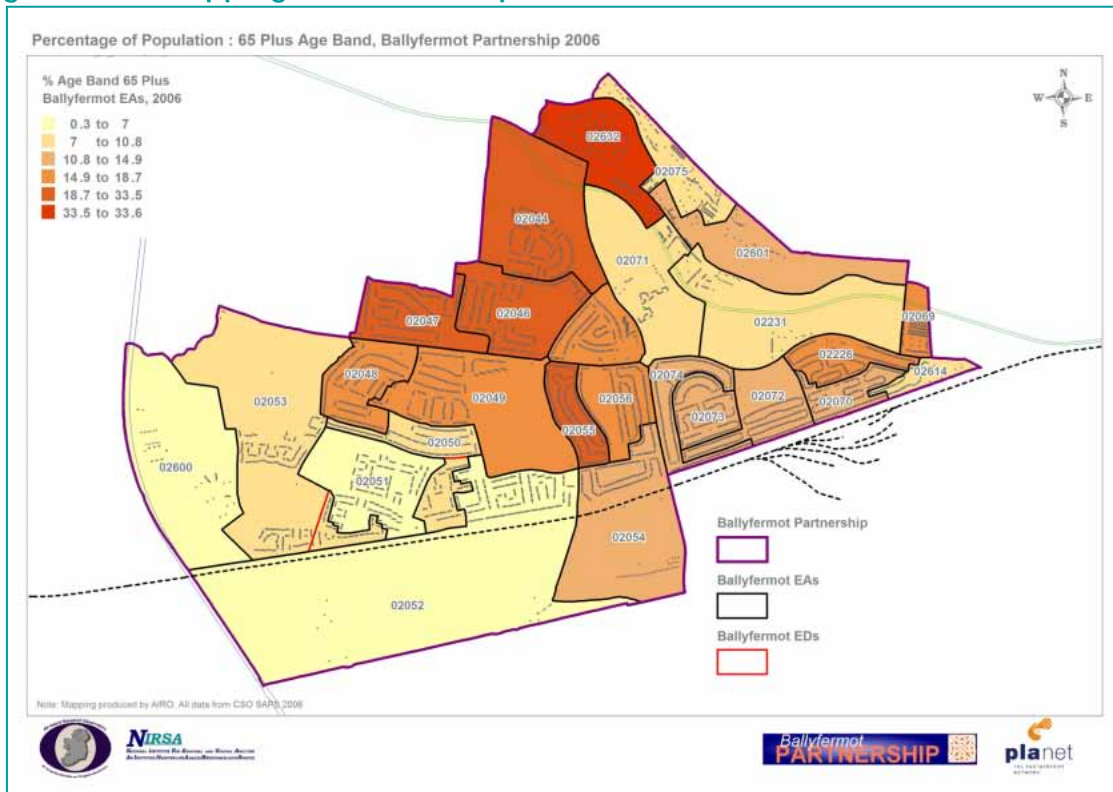 Percentage of Population : 65 Plus Age Band, Ballyfermot Partnership 2006
% Age Band 65 Plus
Ballyfermot EAs, 2006
0.3 to 7
7 to 10.8
10.8 to 14.9
14.9 to 18.7
18.7 to 33.5
33.5 to 33.6
N
W E
S
02632
02075
02044
02601
02071
02047
02046
02231
02069
02226
02614
02048
02074
02053
02049
02056
02072
02070
02073
02055
02050
02600
02051
02054
02052
Ballyfermot Partnership
Ballyfermot EAs
Ballyfermot EDs
Note: Mapping produced by AIRO. All data from CSO SAPS 2006
NIRSA
Ballyfermot
PARTNERSHIP
planet